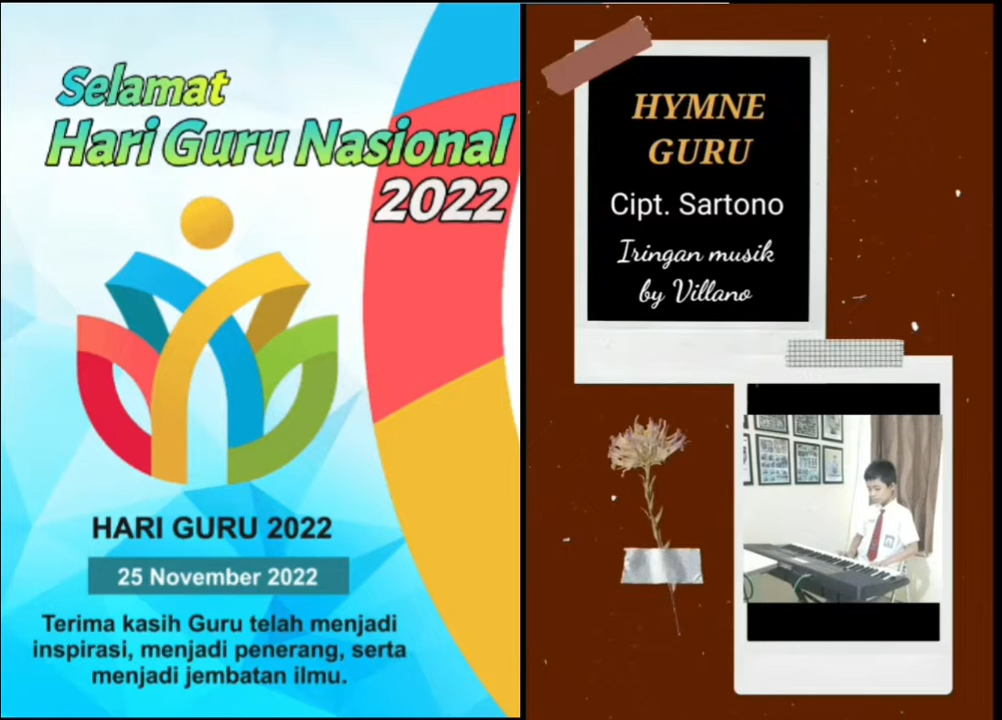 Selamat
Hari Guru Nasional
2022
HARI GURU 2022
25 November 2022
Terima kasih Guru telah menjadi
inspirasi, menjadi penerang, serta
menjadi jembatan ilmu.
HYMNE
GURU
Cipt. Sartono
Iringan musik
by Villano